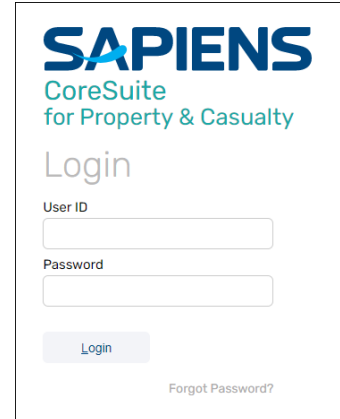 SAPIENS
CoreSuite
for Property & Casualty
Login
User ID
Password
Login
Forgot Password?